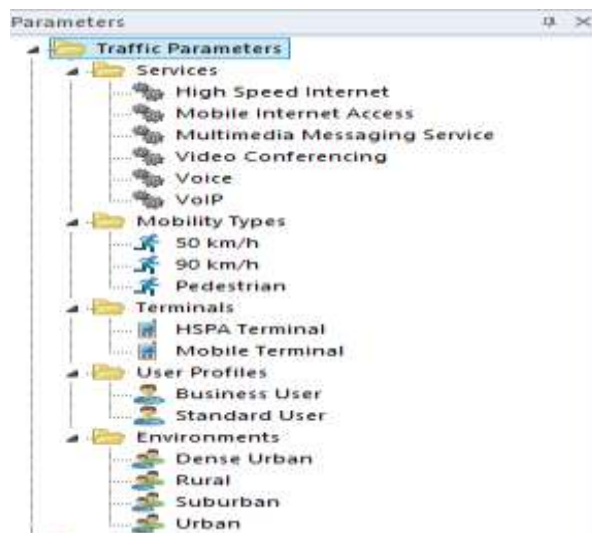 Parameters
Traffic Parameters
Services
High Speed Internet
Mobile Internet Access
Multimedia Messaging Service
Video Conferencing
Voice
VoIP
Mobility Types
50 km/h
90 km/h
Pedestrian
Terminals
HSPA Terminal
Mobile Terminal
User Profiles
Business User
Standard User
Environments
Dense Urban
Rural
Suburban
Urban